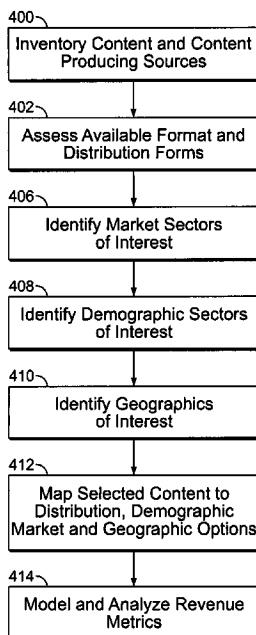 400
Inventory Content and Content
Producing Sources
402
Assess Available Format and
Distribution Forms
406
Identify Market Sectors
of Interest
408
Identify Demographic Sectors
of Interest
410
Identify Geographics
of Interest
412
Map Selected Content to
Distribution, Demographic
Market and Geographic Options
414
Model and Analyze Revenue
Metrics